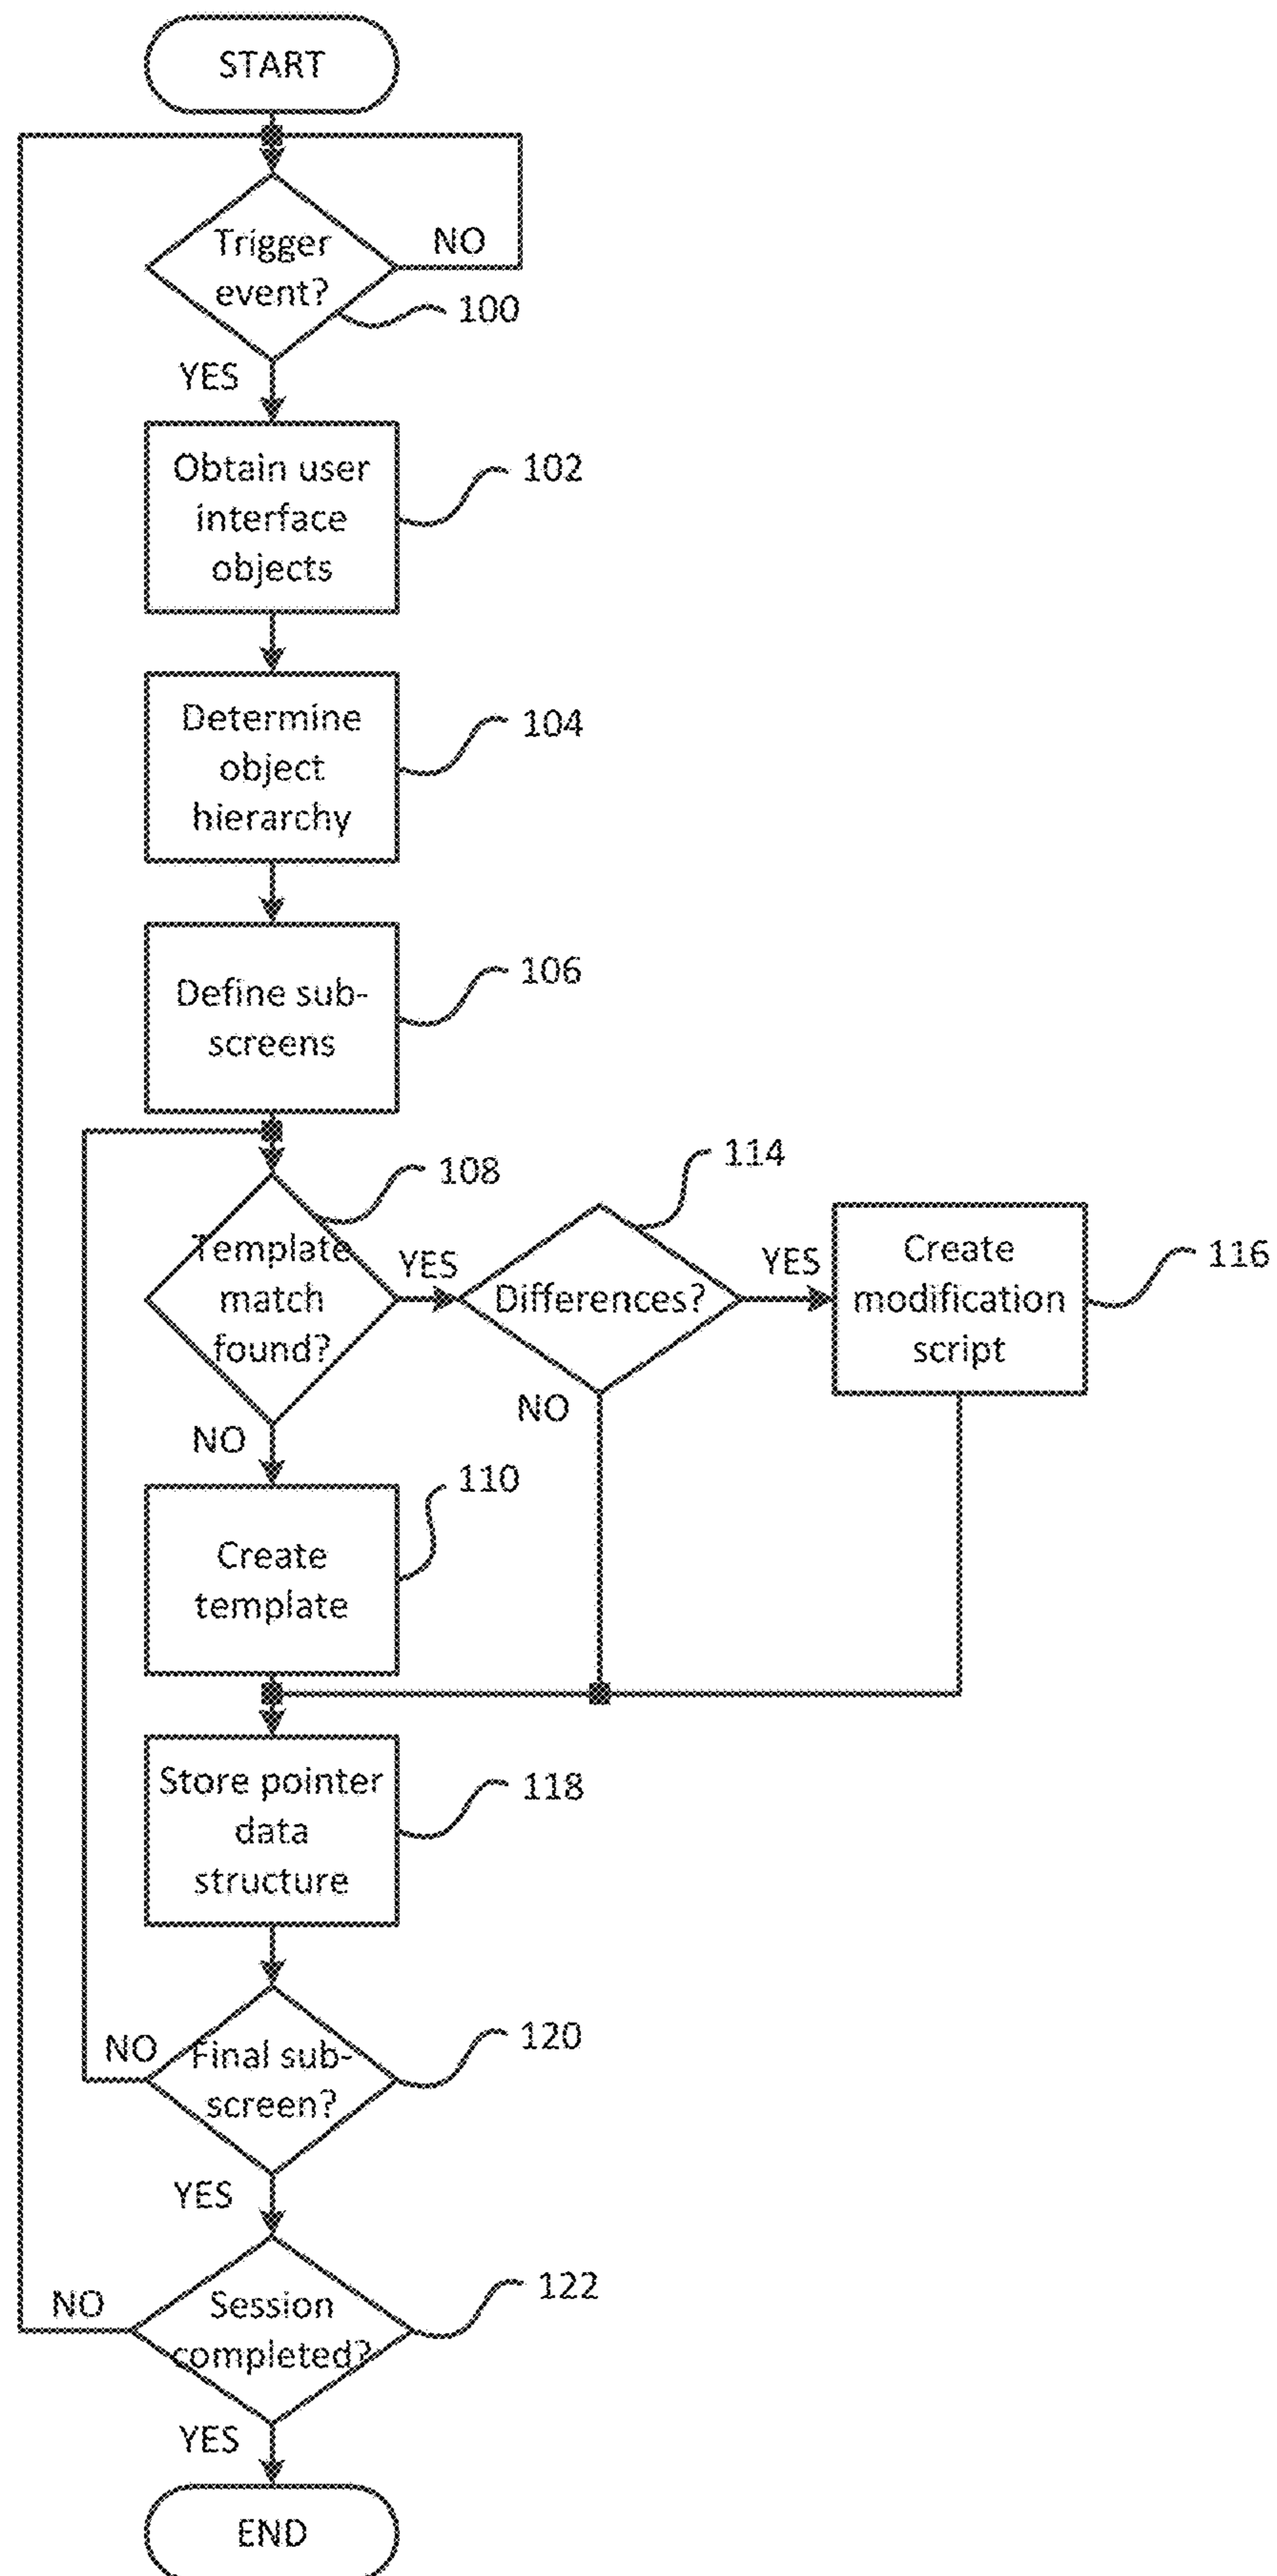 START
Trigger
event?
NO
100
YES
Obtain user
interface
objects
102
Determine
object
hierarchy
104
Define sub-
screens
106
Template
match
found?
108
YES
Differences?
114
YES
Create
modification
script
116
NO
NO
Create
template
110
Store pointer
data
structure
118
Final sub-
screen?
NO
120
YES
Session
completed?
NO
122
YES
END